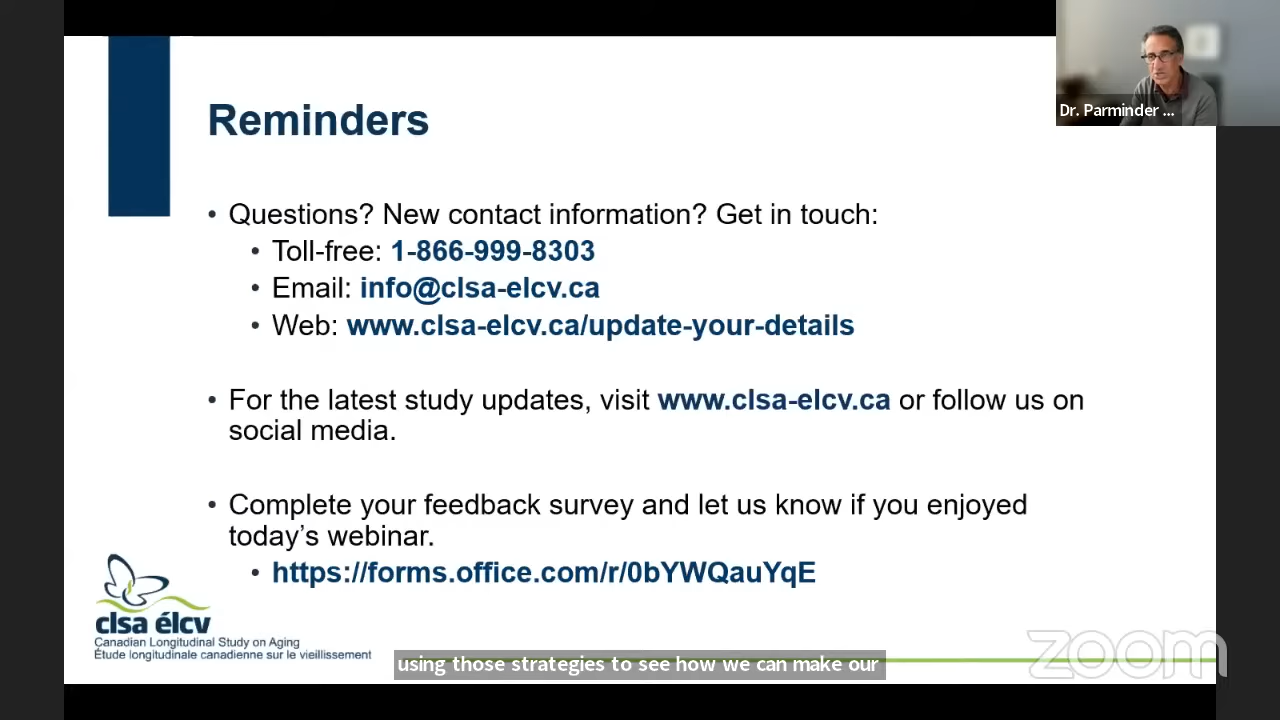 Dr. Parminder ...
Reminders
• Questions? New contact information? Get in touch:
• Toll-free: 1-866-999-8303
• Email: info@clsa-elcv.ca
• Web: www.clsa-elcv.ca/update-your-details
• For the latest study updates, visit www.clsa-elcv.ca or follow us on
social media.
• Complete your feedback survey and let us know if you enjoyed
today’s webinar.
• https://forms.office.com/r/0bYWQauYqE
clsa élcv
Canadian Longitudinal Study on Aging
Étude longitudinale canadienne sur le vieillissement
using those strategies to see how we can make our
zoom